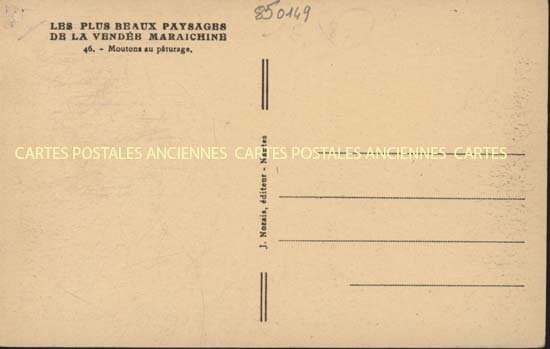 850149
LES PLUS BEAUX PAYSAGES
DE LA VENDÉE MARAICHINE
46. - Moutons au pâturage.
CARTES POSTALES ANCIENNES CARTES POSTALES ANCIENNES CARTES
J. Nozais, éditeur - Nantes